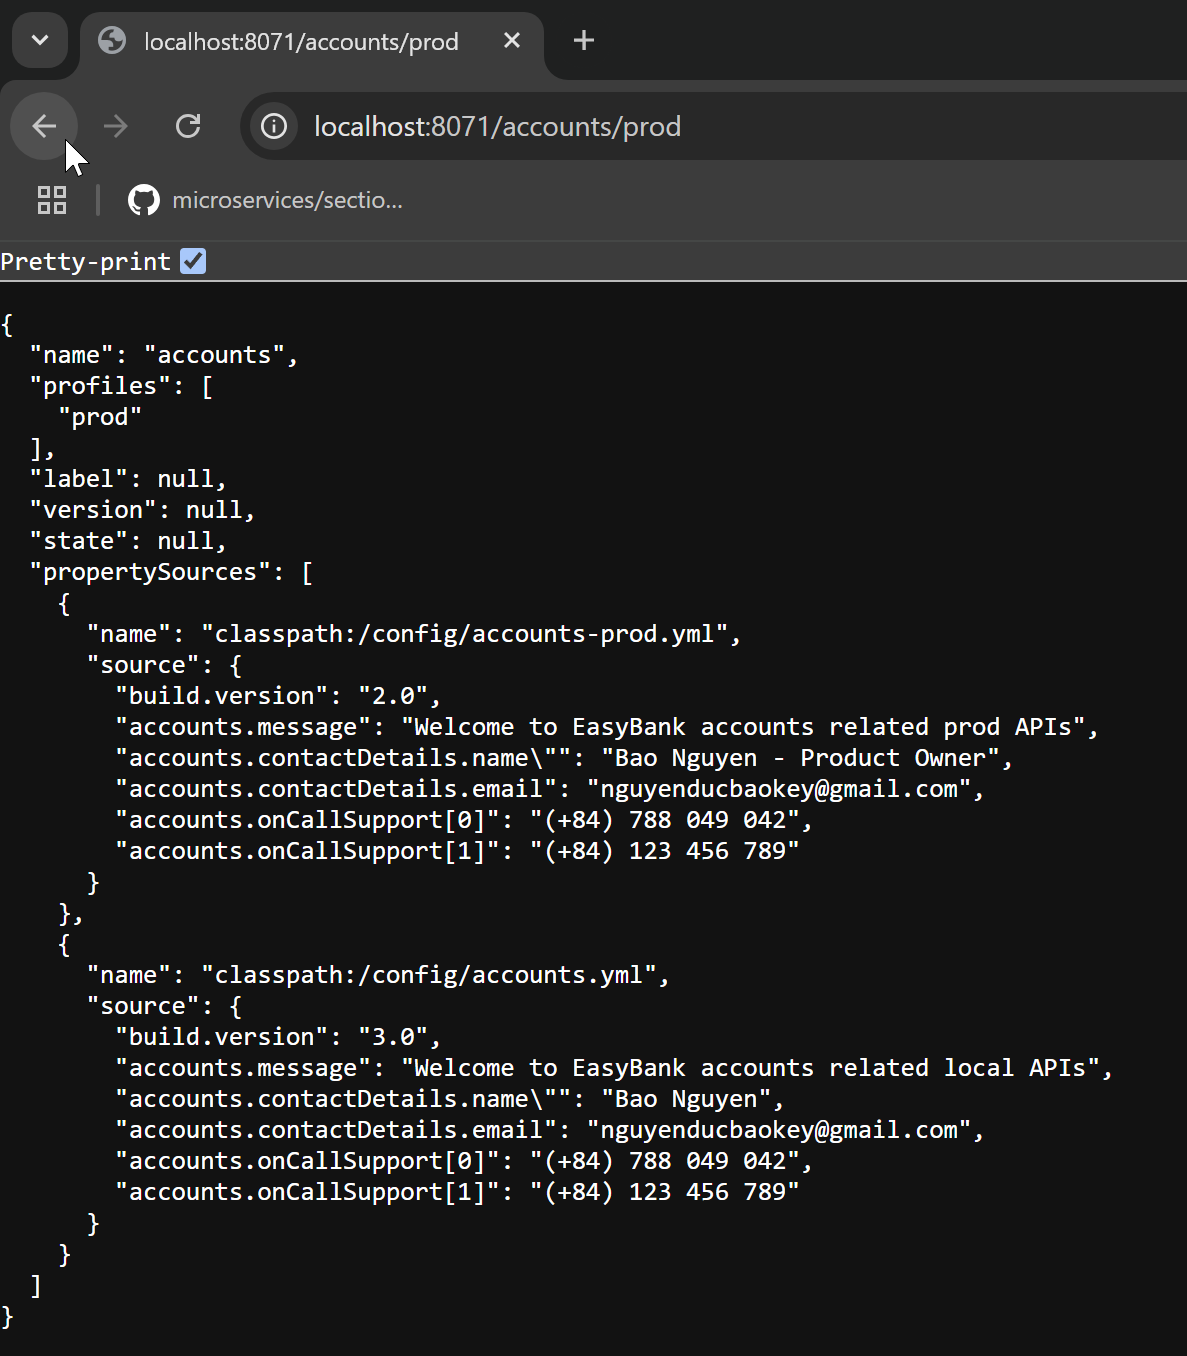 localhost:8071/accounts/prod
localhost:8071/accounts/prod
microservices/sectio...
Pretty-print
{
  "name": "accounts",
  "profiles": [
    "prod"
  ],
  "label": null,
  "version": null,
  "state": null,
  "propertySources": [
    {
      "name": "classpath:/config/accounts-prod.yml",
      "source": {
        "build.version": "2.0",
        "accounts.message": "Welcome to EasyBank accounts related prod APIs",
        "accounts.contactDetails.name\"": "Bao Nguyen - Product Owner",
        "accounts.contactDetails.email": "nguyenducbaokey@gmail.com",
        "accounts.onCallSupport[0]": "(+84) 788 049 042",
        "accounts.onCallSupport[1]": "(+84) 123 456 789"
      }
    },
    {
      "name": "classpath:/config/accounts.yml",
      "source": {
        "build.version": "3.0",
        "accounts.message": "Welcome to EasyBank accounts related local APIs",
        "accounts.contactDetails.name\"": "Bao Nguyen",
        "accounts.contactDetails.email": "nguyenducbaokey@gmail.com",
        "accounts.onCallSupport[0]": "(+84) 788 049 042",
        "accounts.onCallSupport[1]": "(+84) 123 456 789"
      }
    }
  ]
}